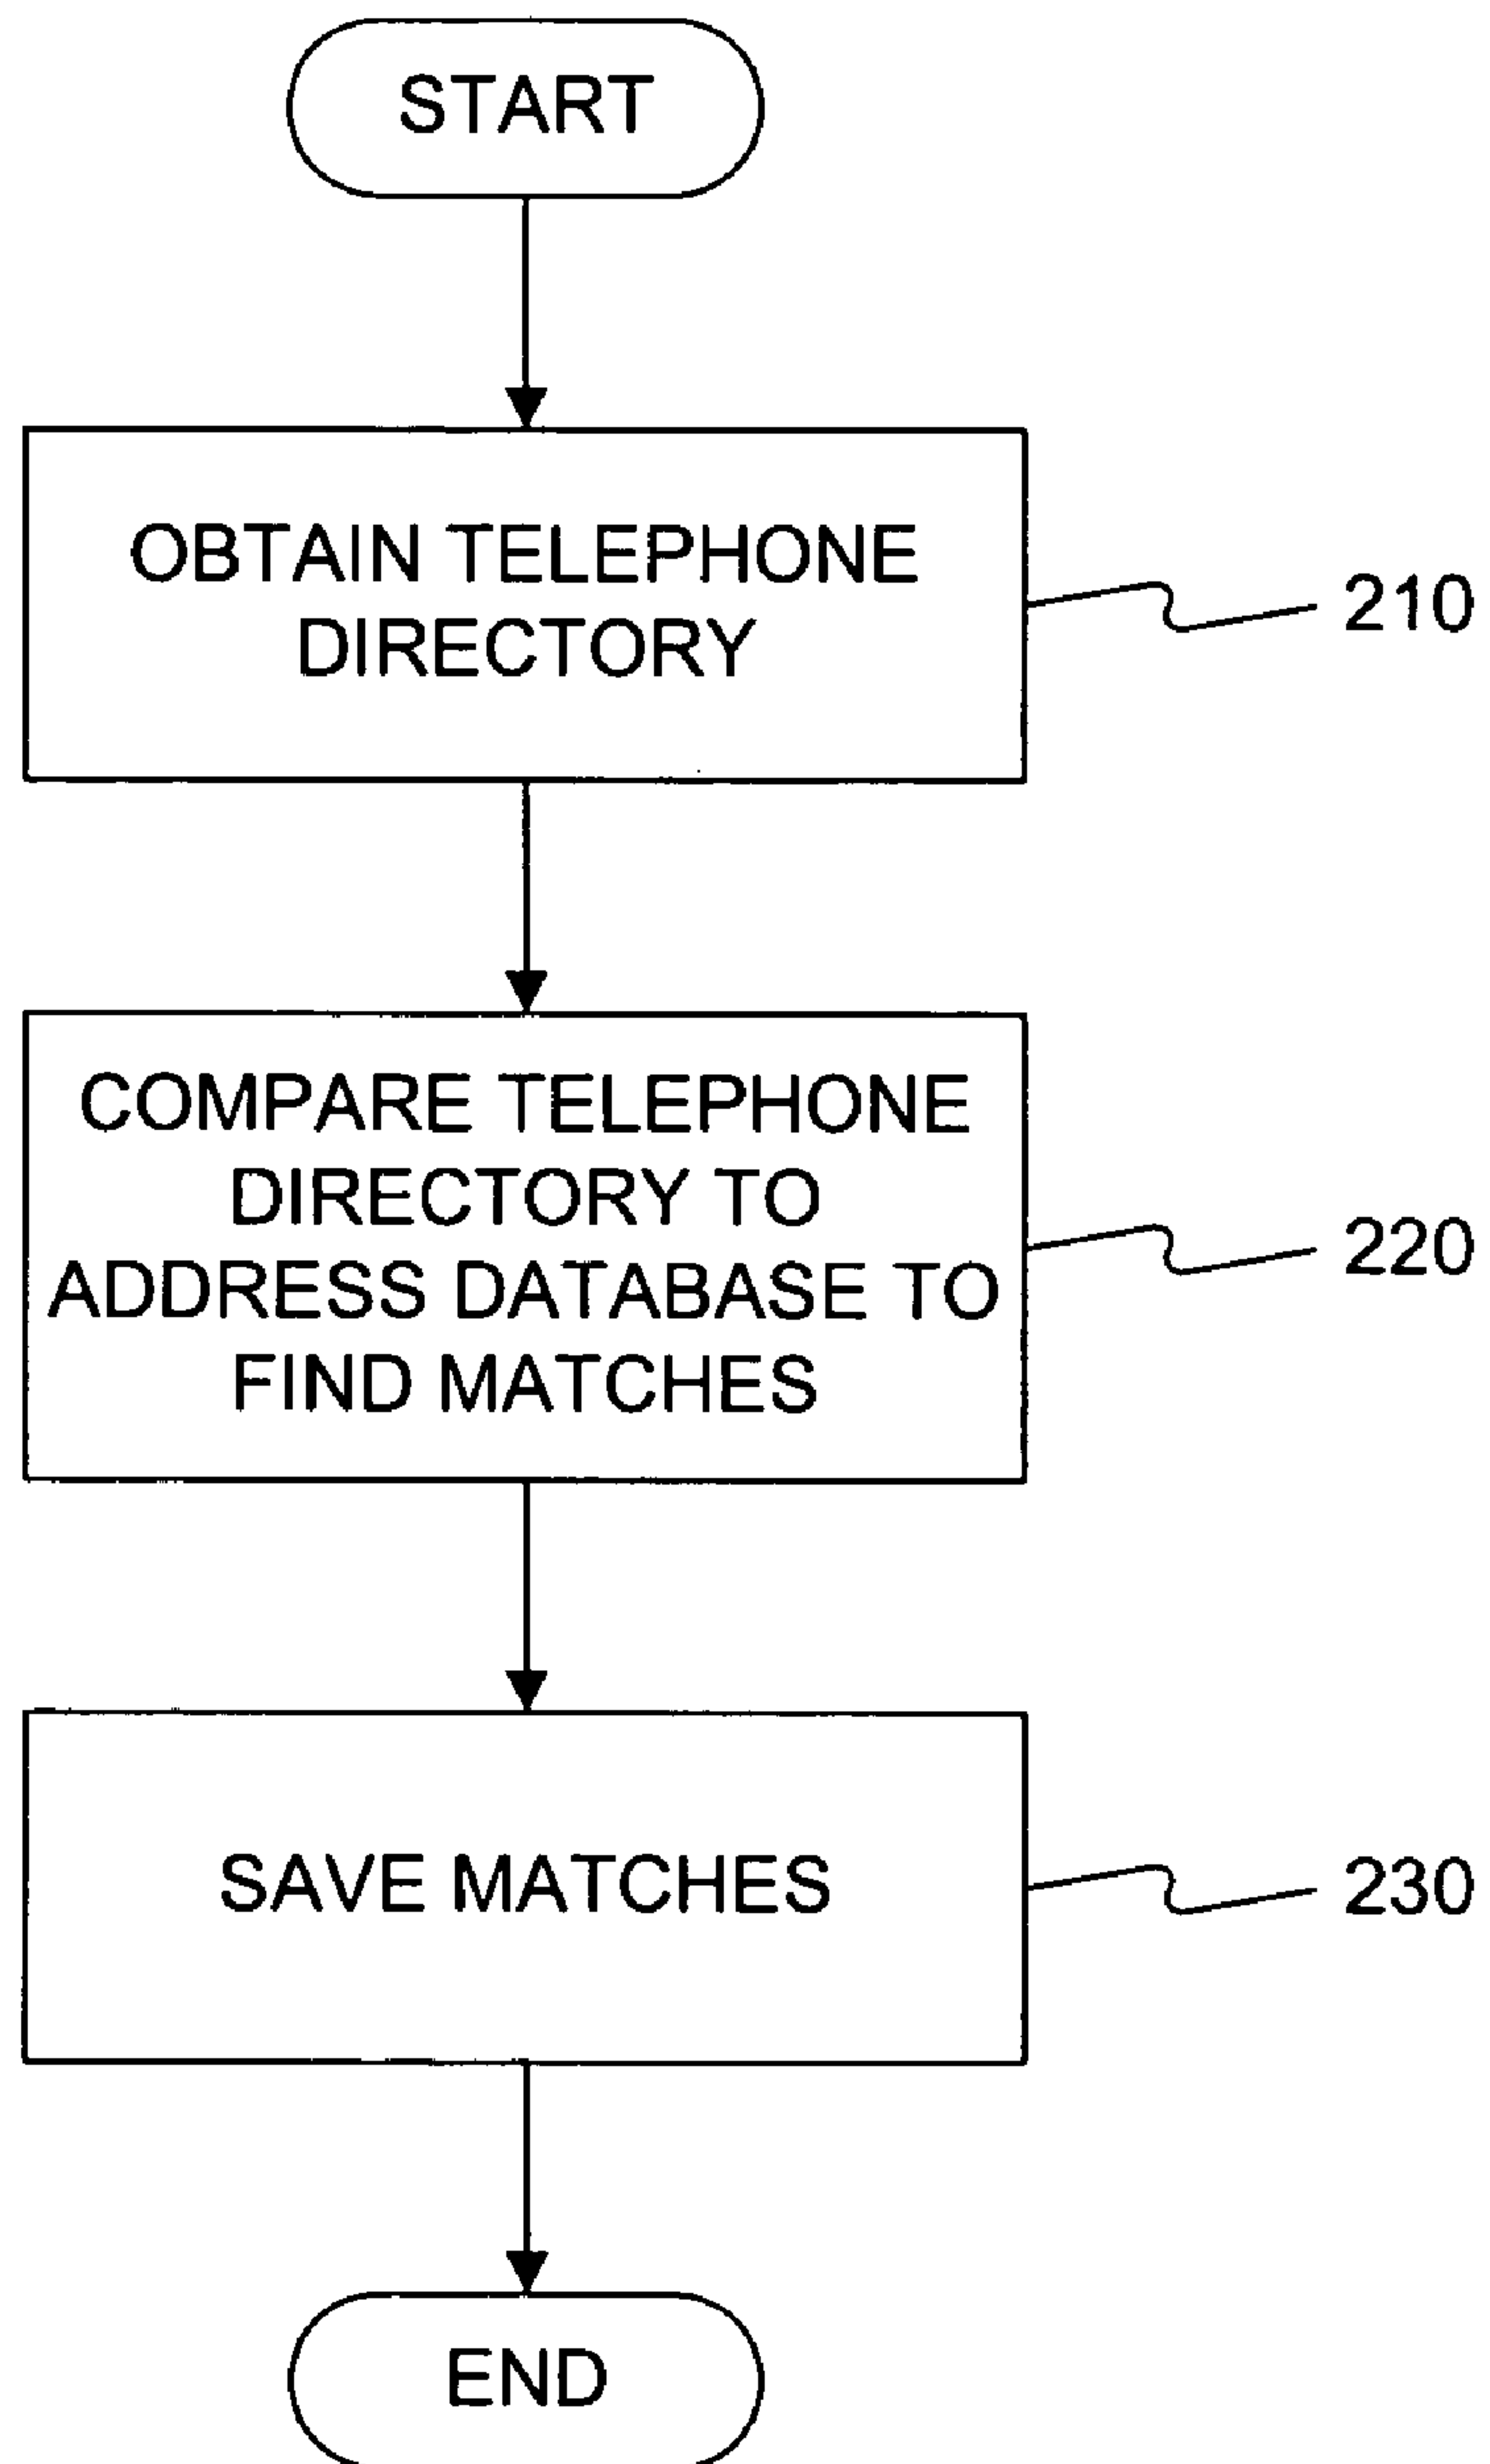 START
OBTAIN TELEPHONE
DIRECTORY
210
COMPARE TELEPHONE
DIRECTORY TO
ADDRESS DATABASE TO
FIND MATCHES
220
SAVE MATCHES
230
END